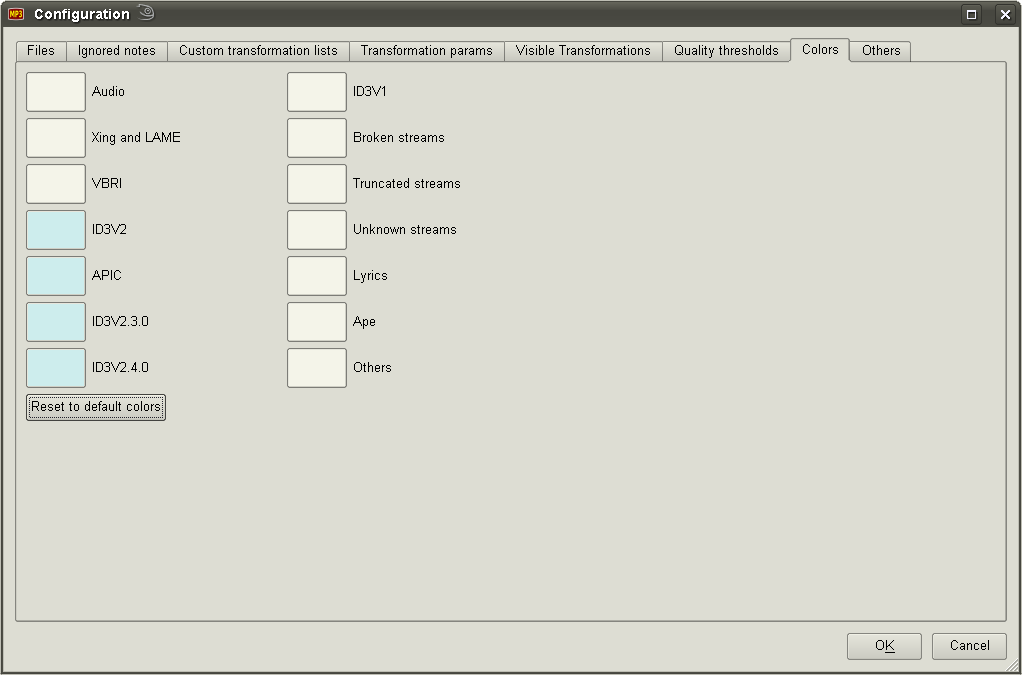 MP3 Configuration
Files Ignored notes Custom transformation lists Transformation params Visible Transformations Quality thresholds Colors Others
Audio ID3V1
Xing and LAME Broken streams
VBRI Truncated streams
ID3V2 Unknown streams
APIC Lyrics
ID3V2.3.0 Ape
ID3V2.4.0 Others
Reset to default colors
OK Cancel